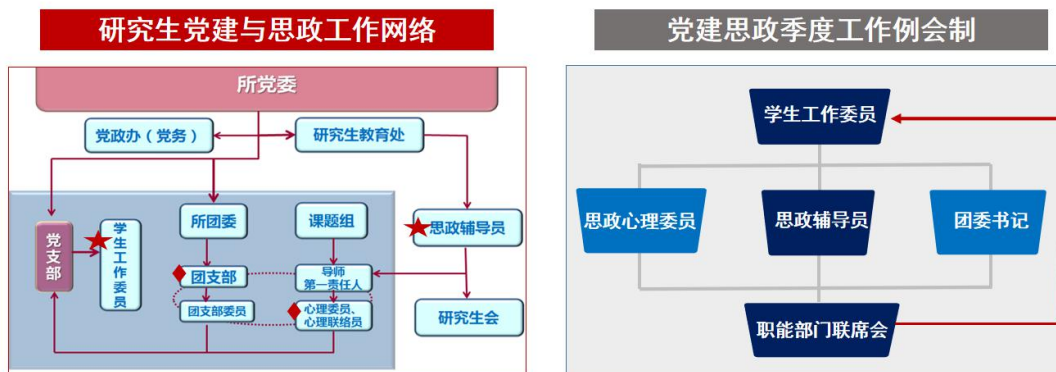 研究生党建与思政工作网络
所党委
党政办（党务）
研究生教育处
党支部
学生工作委员
所团委
课题组
思政辅导员
团支部
导师
第一责任人
团支部委员
心理委员、
心理联络员
研究生会
党建思政季度工作例会制
学生工作委员
思政心理委员
思政辅导员
团委书记
职能部门联席会